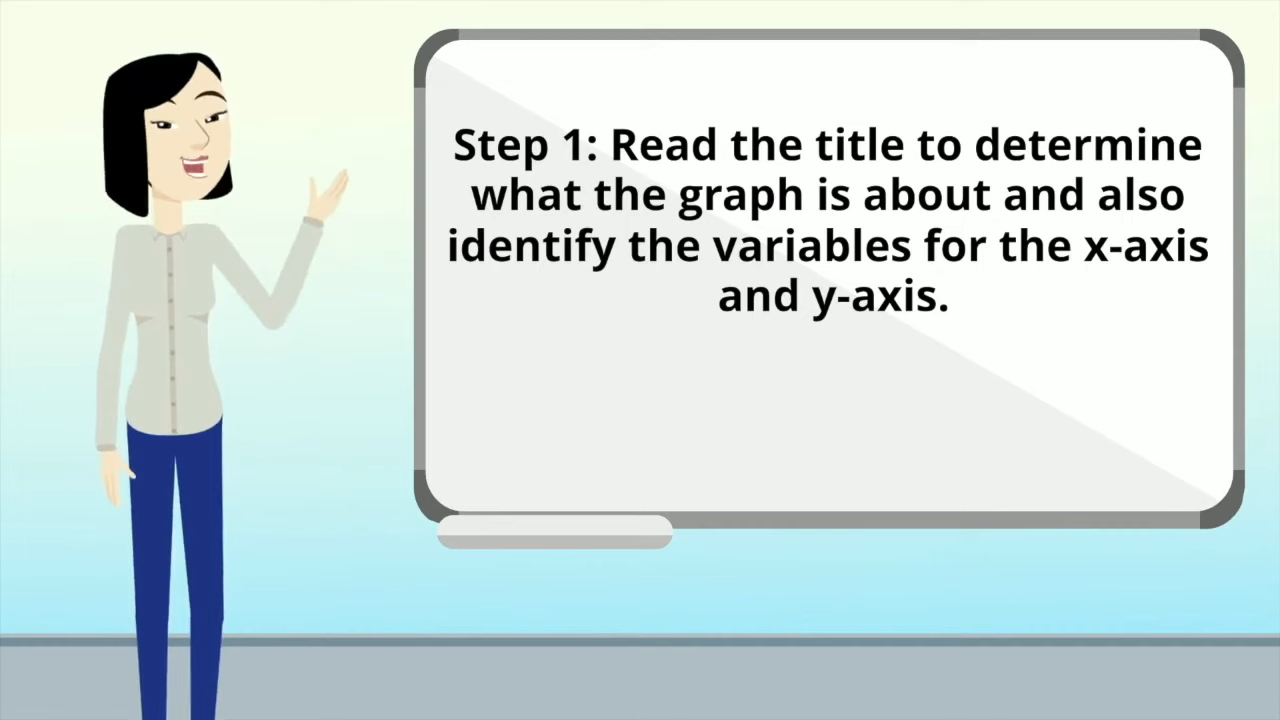 Step 1: Read the title to determine
what the graph is about and also
identify the variables for the x-axis
and y-axis.